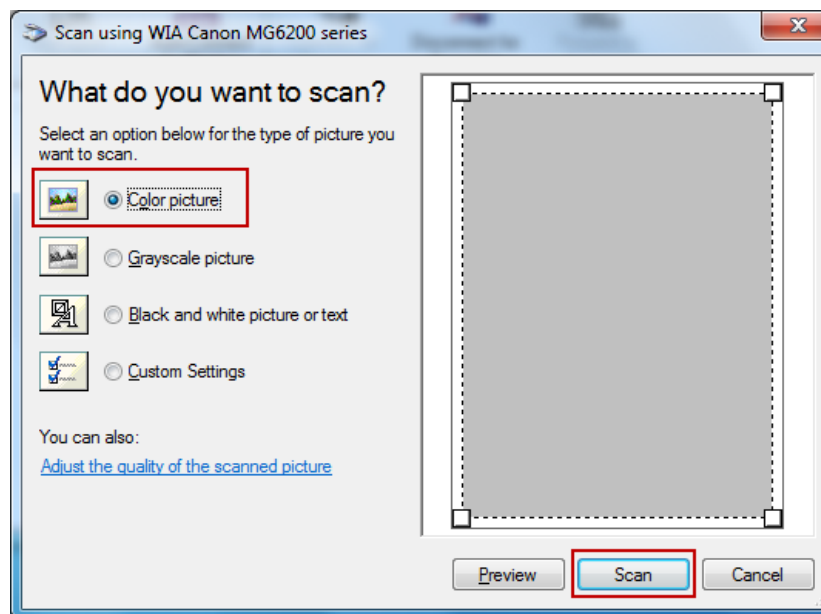 Scan using WIA Canon MG6200 series
What do you want to scan?
Select an option below for the type of picture you
want to scan.
Color picture
Grayscale picture
Black and white picture or text
Custom Settings
You can also:
Adjust the quality of the scanned picture
Preview
Scan
Cancel